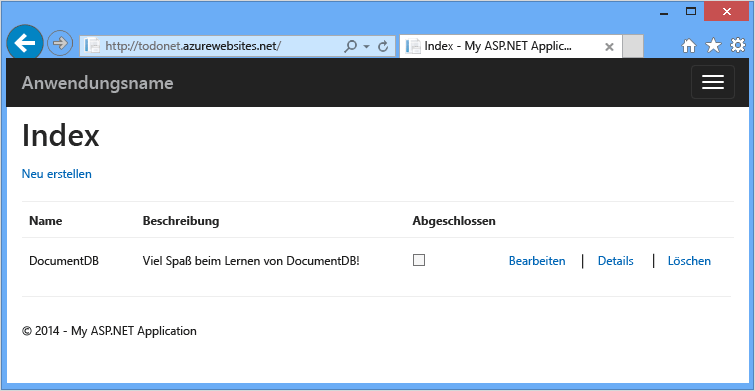 http://todonet.azurewebsites.net/
Index - My ASP.NET Applic...
Anwendungsname
Index
Neu erstellen
Name Beschreibung Abgeschlossen
DocumentDB Viel Spaß beim Lernen von DocumentDB! Bearbeiten | Details | Löschen
© 2014 - My ASP.NET Application